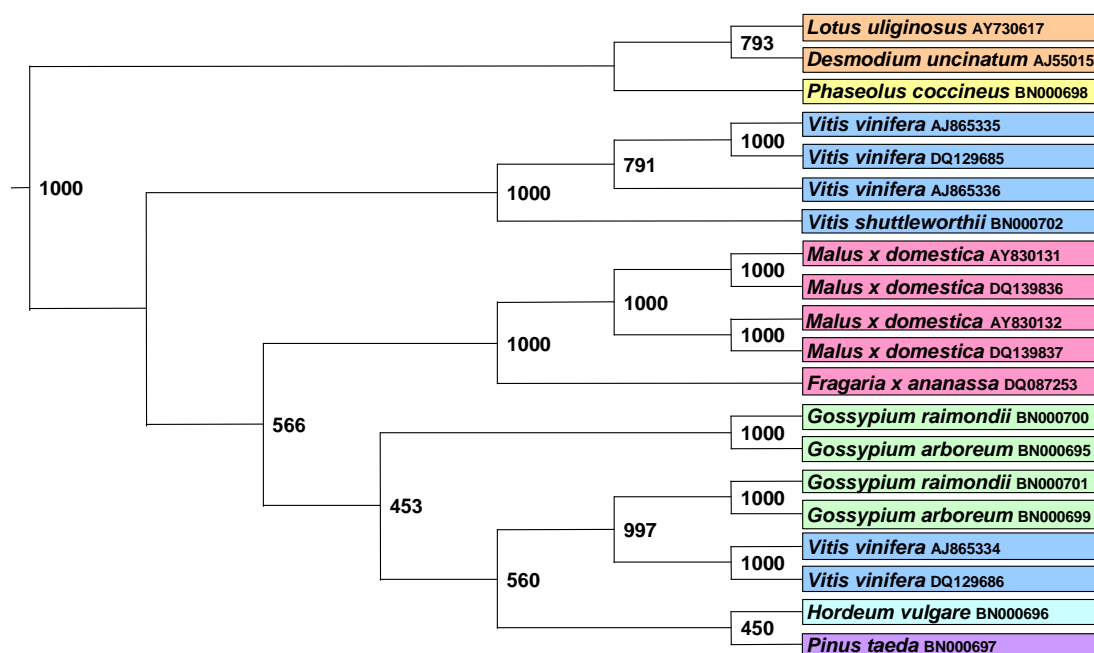 Lotus uliginosus AY730617
793
Desmodium uncinatum AJ55015
Phaseolus coccineus BN000698
Vitis vinifera AJ865335
1000
Vitis vinifera DQ129685
791
1000
Vitis vinifera AJ865336
1000
Vitis shuttleworthii BN000702
Malus x domestica AY830131
1000
Malus x domestica DQ139836
1000
Malus x domestica AY830132
1000
Malus x domestica DQ139837
1000
Fragaria x ananassa DQ087253
Gossypium raimondii BN000700
566
1000
Gossypium arboreum BN000695
Gossypium raimondii BN000701
1000
453
Gossypium arboreum BN000699
997
Vitis vinifera AJ865334
1000
560
Vitis vinifera DQ129686
Hordeum vulgare BN000696
450
Pinus taeda BN000697